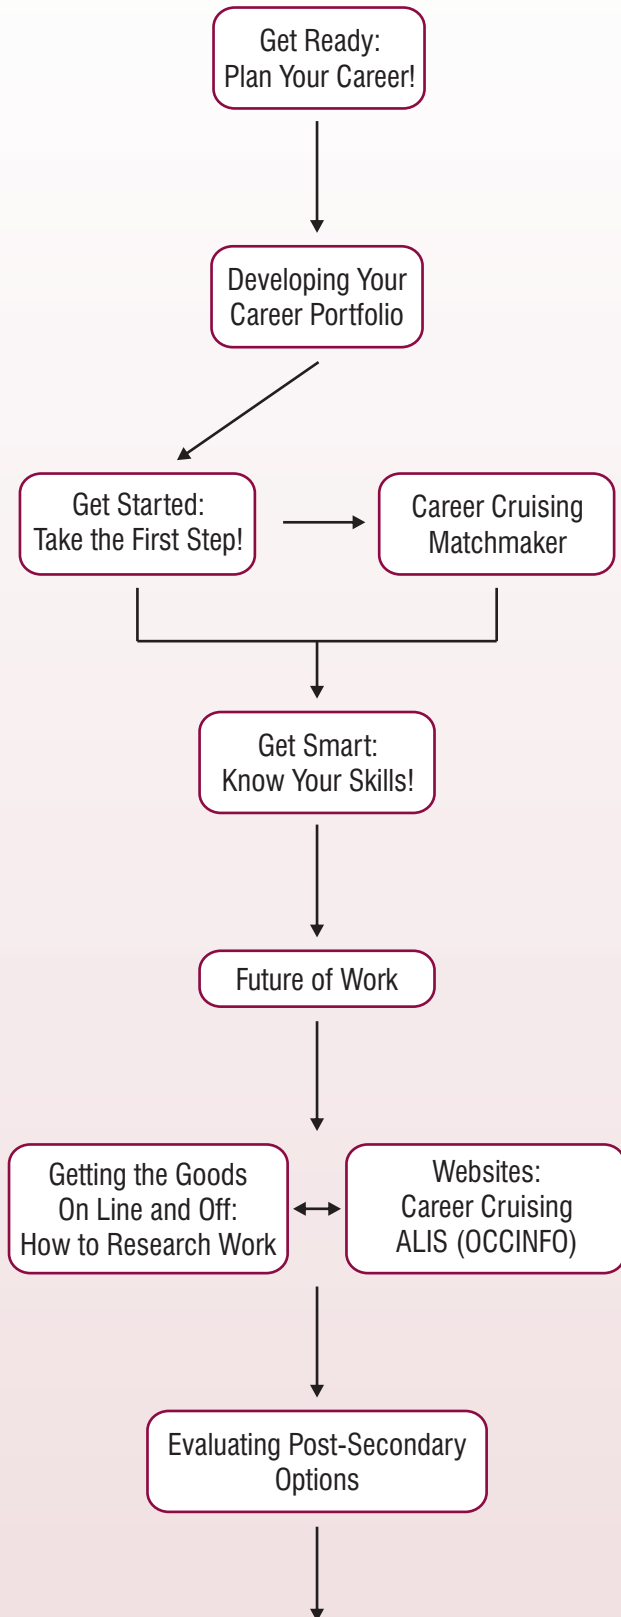 Get Ready:
Plan Your Career!
Developing Your
Career Portfolio
Get Started:
Take the First Step!
Career Cruising
Matchmaker
Get Smart:
Know Your Skills!
Future of Work
Getting the Goods
On Line and Off:
How to Research Work
Websites:
Career Cruising
ALIS (OCCINFO)
Evaluating Post-Secondary
Options